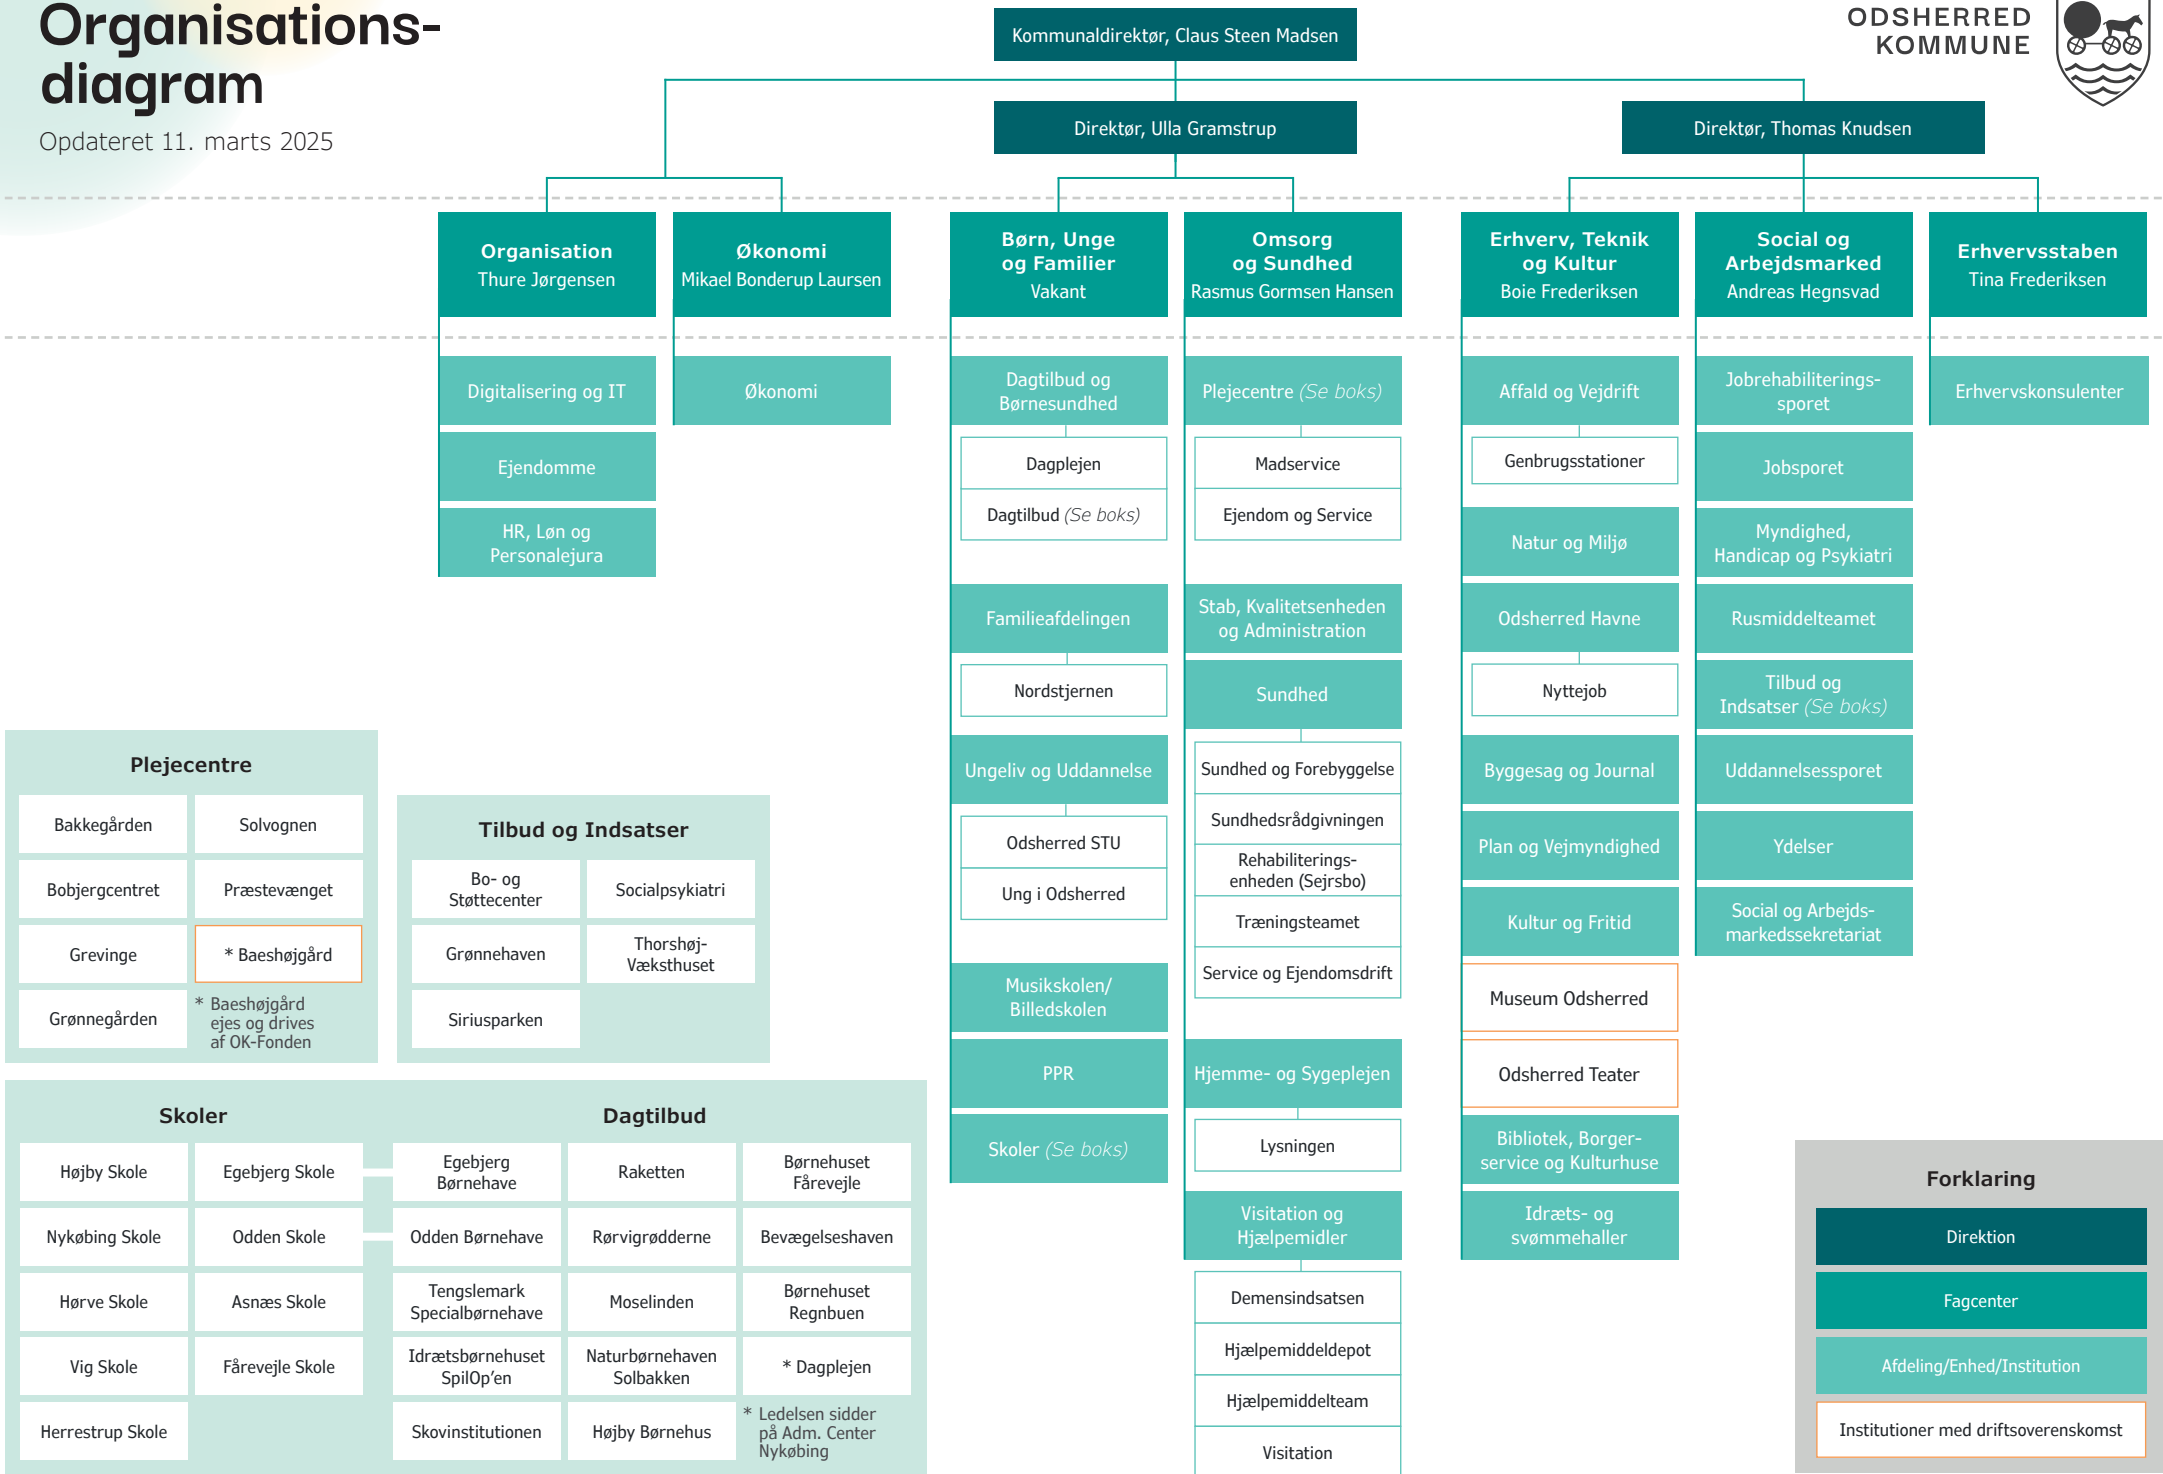 Organisations-
diagram
Opdateret 11. marts 2025
ODSHERRED
KOMMUNE
Kommunaldirektør, Claus Steen Madsen
Direktør, Ulla Gramstrup
Direktør, Thomas Knudsen
Organisation
Thure Jørgensen
Økonomi
Mikael Bonderup Laursen
Børn, Unge
og Familier
Vakant
Omsorg
og Sundhed
Rasmus Gormsen Hansen
Erhverv, Teknik
og Kultur
Boie Frederiksen
Social og
Arbejdsmarked
Andreas Hegnsvad
Erhvervsstaben
Tina Frederiksen
Digitalisering og IT
Ejendomme
HR, Løn og
Personalejura
Økonomi
Dagtilbud og
Børnesundhed
Dagplejen
Dagtilbud (Se boks)
Familieafdelingen
Nordstjernen
Ungeliv og Uddannelse
Odsherred STU
Ung i Odsherred
Musikskolen/
Billedskolen
PPR
Skoler (Se boks)
Plejecentre (Se boks)
Madservice
Ejendom og Service
Stab, Kvalitetsenheden
og Administration
Sundhed
Sundhed og Forebyggelse
Sundhedsrådgivningen
Rehabiliterings-
enheden (Sejrsbo)
Træningsteamet
Service og Ejendomsdrift
Hjemme- og Sygeplejen
Lysningen
Visitation og
Hjælpemidler
Demensindsatsen
Hjælpemiddeldepot
Hjælpemiddelteam
Visitation
Affald og Vejdrift
Genbrugsstationer
Natur og Miljø
Odsherred Havne
Nyttejob
Byggesag og Journal
Plan og Vejmyndighed
Kultur og Fritid
Museum Odsherred
Odsherred Teater
Bibliotek, Borger-
service og Kulturhuse
Idræts- og
svømmehaller
Jobrehabiliterings-
sporet
Jobsporet
Myndighed,
Handicap og Psykiatri
Rusmiddelteamet
Tilbud og
Indsatser (Se boks)
Uddannelsessporet
Ydelser
Social og Arbejds-
markedssekretariat
Erhvervskonsulenter
Plejecentre
Bakkegården
Solvognen
Bobjergcentret
Præstevænget
Grevinge
* Baeshøjgård
Grønnegården
* Baeshøjgård
ejes og drives
af OK-Fonden
Tilbud og Indsatser
Bo- og
Støttecenter
Socialpsykiatri
Grønnehaven
Thorshøj-
Væksthuset
Siriusparken
Skoler
Højby Skole
Egebjerg Skole
Nykøbing Skole
Odden Skole
Hørve Skole
Asnæs Skole
Vig Skole
Fårevejle Skole
Herrestrup Skole
Dagtilbud
Egebjerg
Børnehave
Raketten
Børnehuset
Fårevejle
Odden Børnehave
Rørvigrødderne
Bevægelseshaven
Tengslemark
Specialbørnehave
Moselinden
Børnehuset
Regnbuen
Idrætsbørnehuset
SpilOp'en
Naturbørnehaven
Solbakken
* Dagplejen
Skovinstitutionen
Højby Børnehus
* Ledelsen sidder
på Adm. Center
Nykøbing
Forklaring
Direktion
Fagcenter
Afdeling/Enhed/Institution
Institutioner med driftsoverenskomst